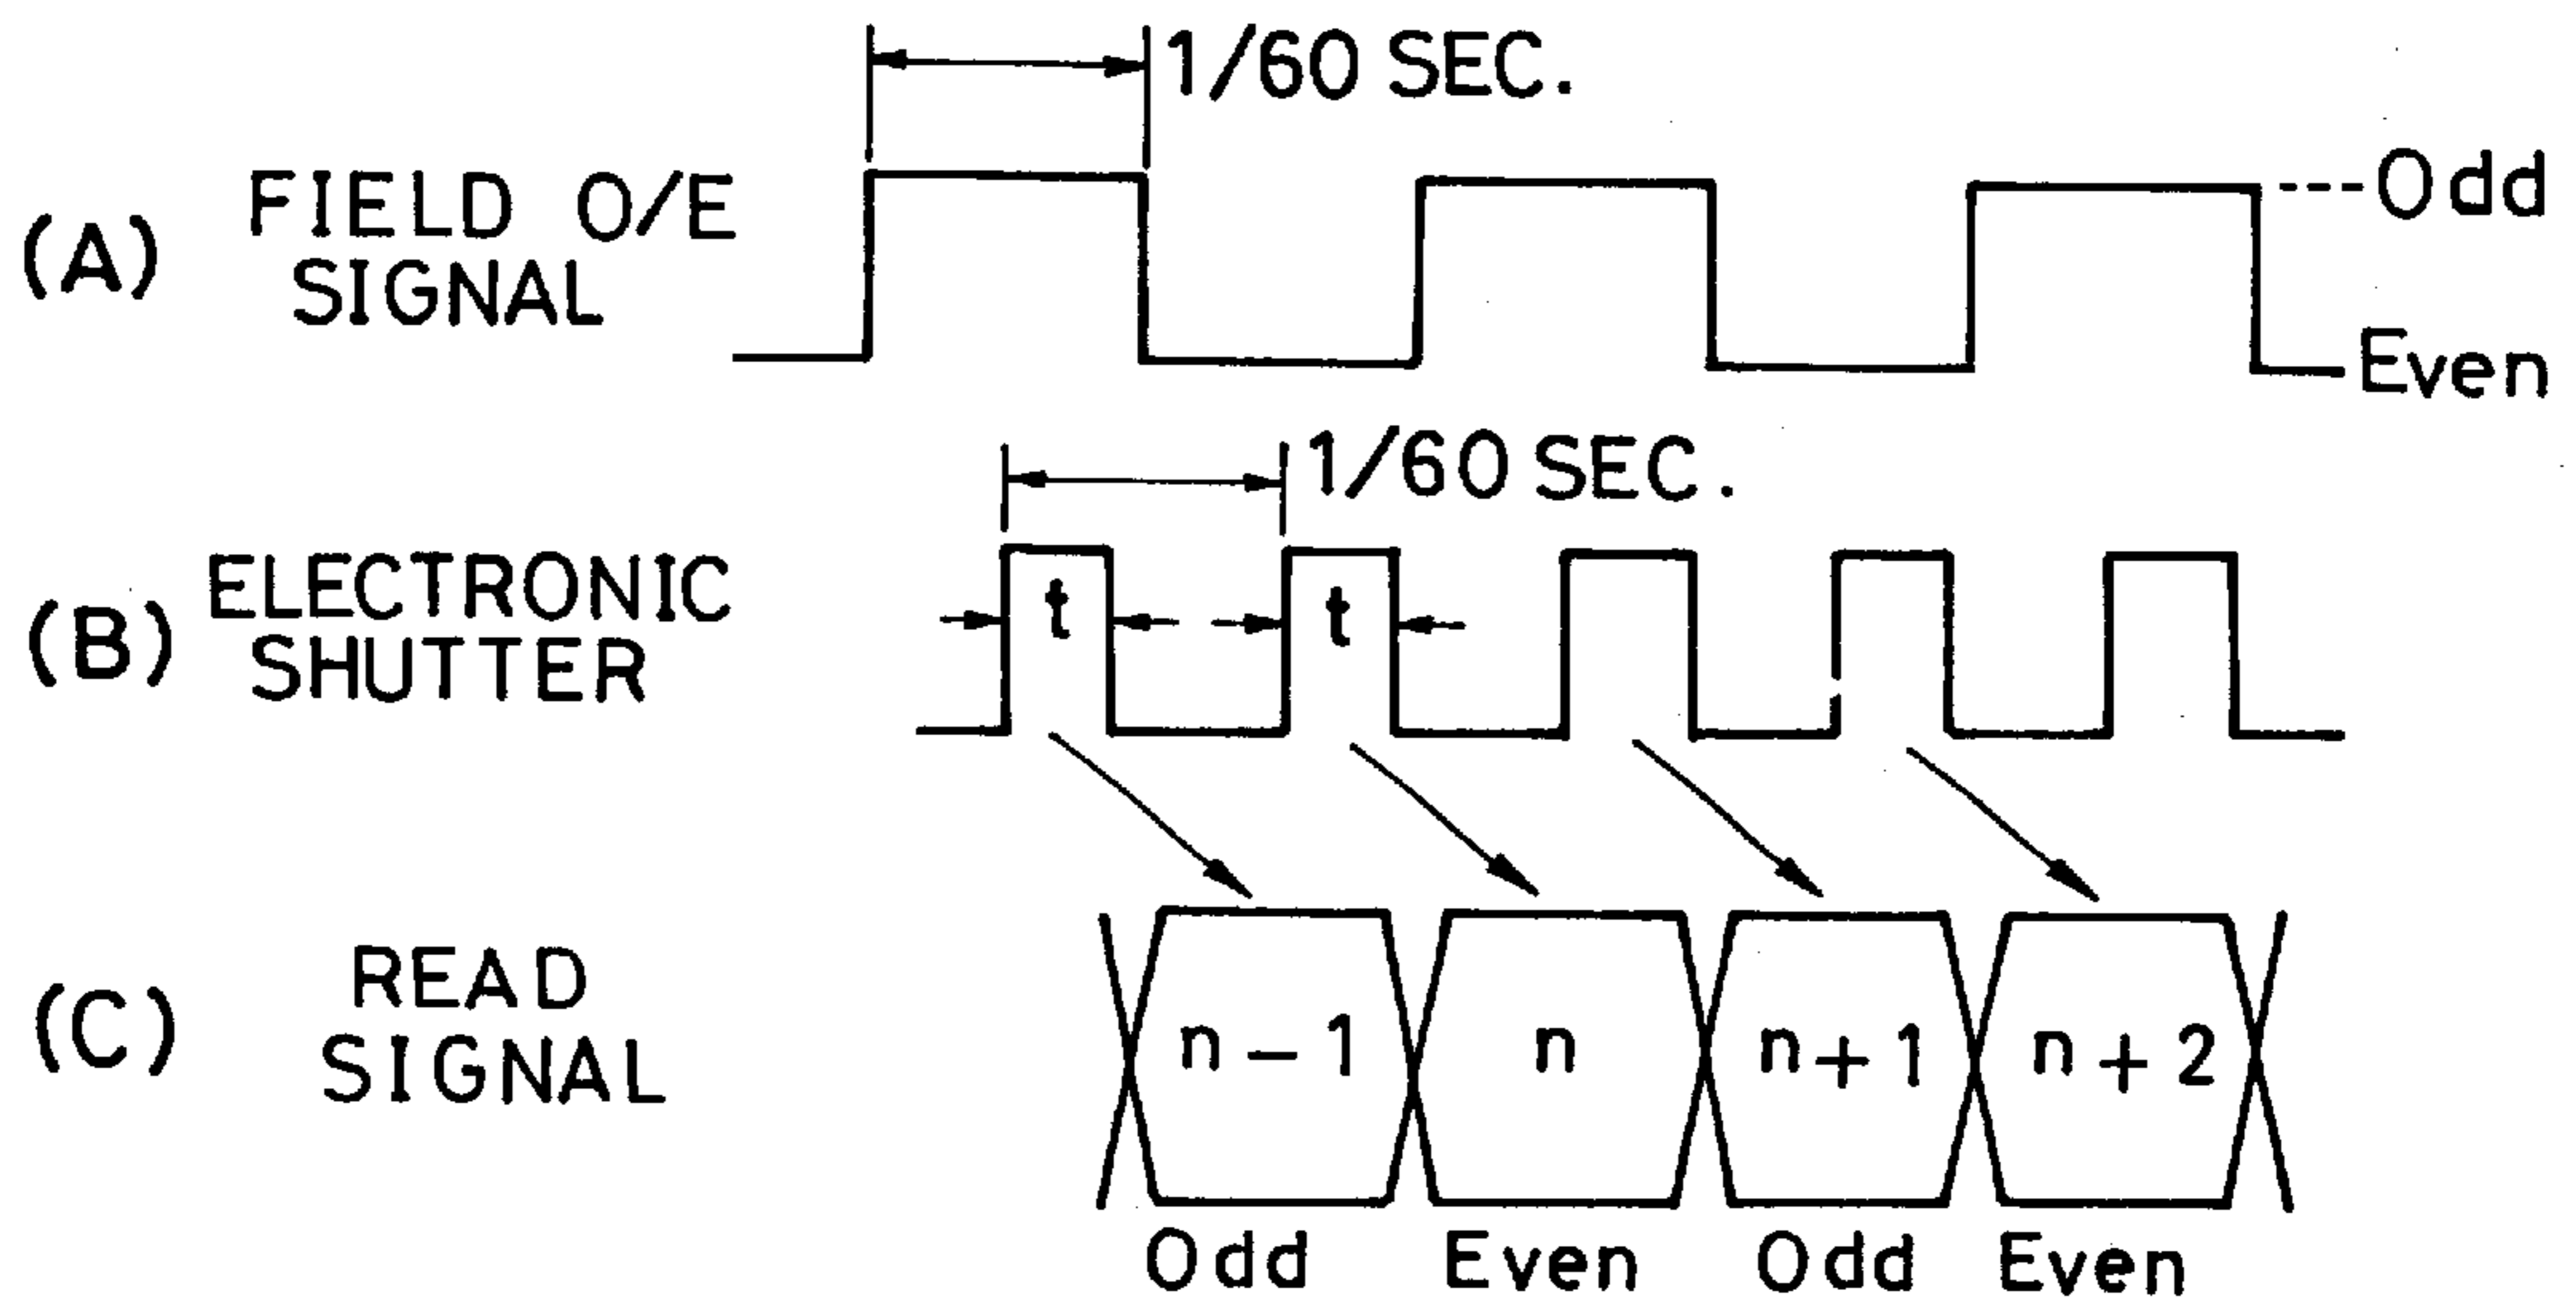 1/60 SEC.
(A) FIELD O/E
SIGNAL
Odd
Even
1/60 SEC.
(B) ELECTRONIC
SHUTTER
t t
(C) READ
SIGNAL
n-1 n n+1 n+2
Odd Even Odd Even